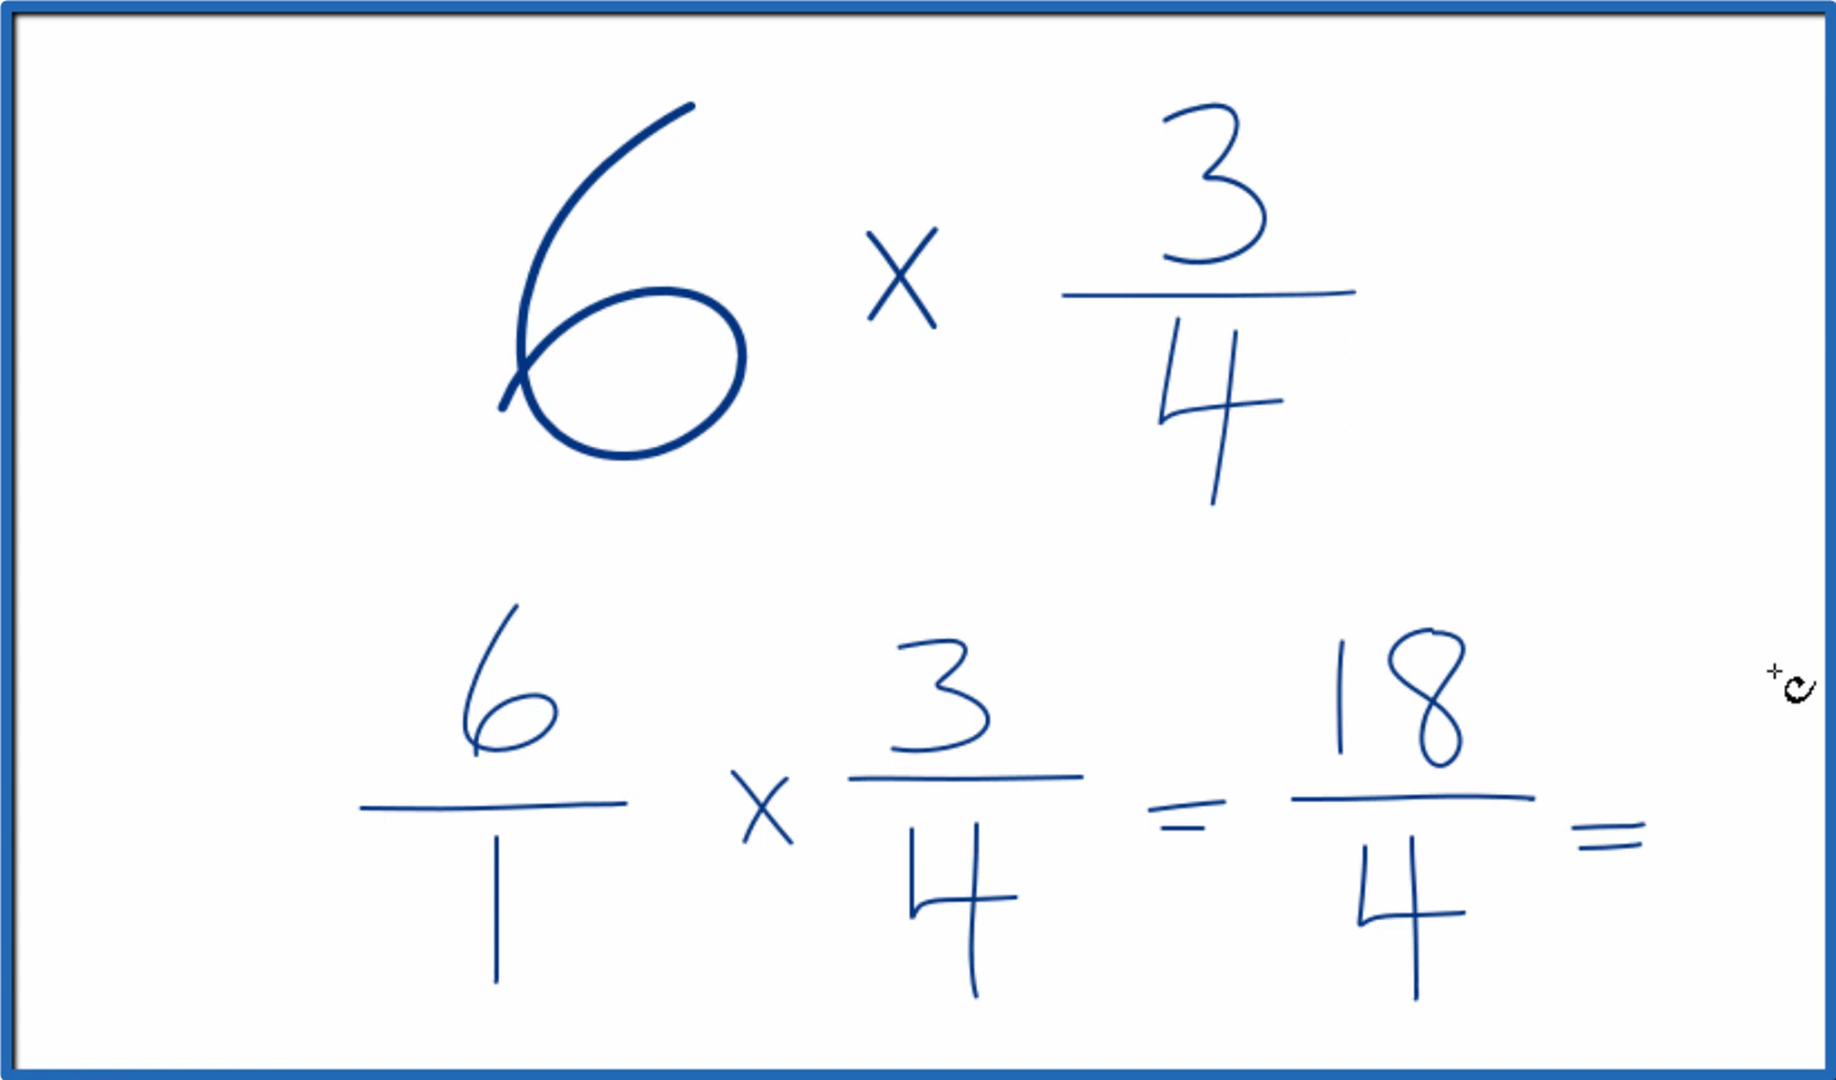 6 x 3/4
6/1 x 3/4 = 18/4 =